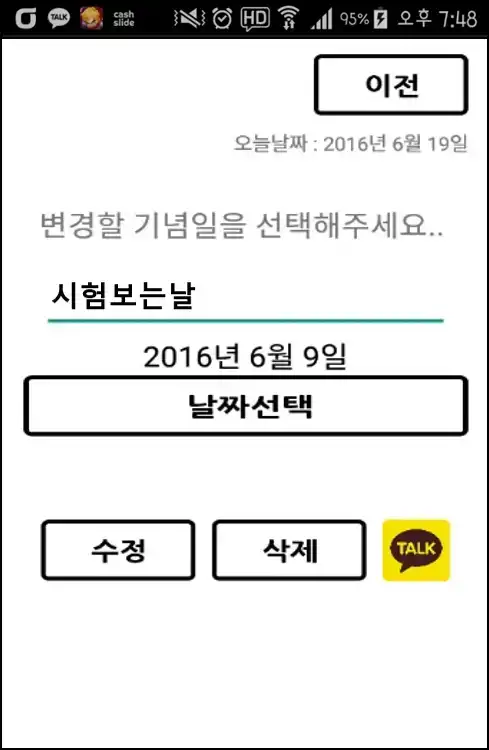 TALK cash slide HD 95% 오후 7:48
이전
오늘날짜 : 2016년 6월 19일
변경할 기념일을 선택해주세요..
시험보는날
2016년 6월 9일
날짜선택
수정 삭제 TALK